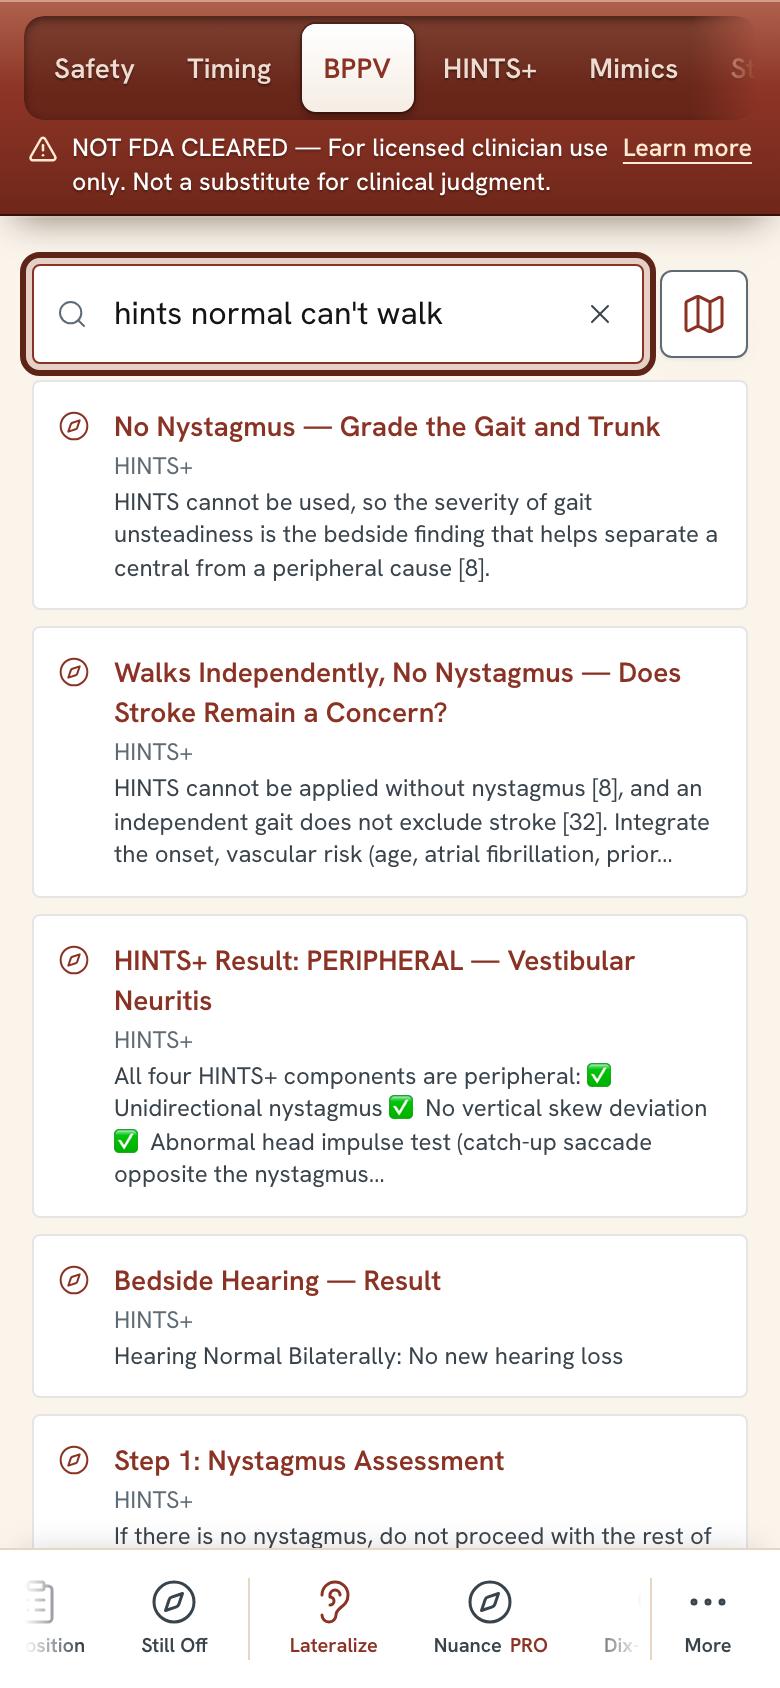 Safety Timing BPPV HINTS+ Mimics St
NOT FDA CLEARED — For licensed clinician use Learn more
only. Not a substitute for clinical judgment.
hints normal can't walk
No Nystagmus — Grade the Gait and Trunk
HINTS+
HINTS cannot be used, so the severity of gait
unsteadiness is the bedside finding that helps separate a
central from a peripheral cause [8].
Walks Independently, No Nystagmus — Does
Stroke Remain a Concern?
HINTS+
HINTS cannot be applied without nystagmus [8], and an
independent gait does not exclude stroke [32]. Integrate
the onset, vascular risk (age, atrial fibrillation, prior...
HINTS+ Result: PERIPHERAL — Vestibular
Neuritis
HINTS+
All four HINTS+ components are peripheral: ✅
Unidirectional nystagmus ✅ No vertical skew deviation
✅ Abnormal head impulse test (catch-up saccade
opposite the nystagmus...
Bedside Hearing — Result
HINTS+
Hearing Normal Bilaterally: No new hearing loss
Step 1: Nystagmus Assessment
HINTS+
If there is no nystagmus, do not proceed with the rest of
osition Still Off Lateralize Nuance PRO Dix- More